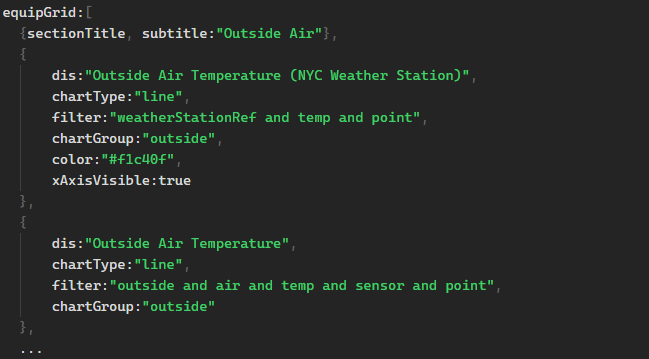 equipGrid:[
{sectionTitle, subtitle:"Outside Air"},
{
dis:"Outside Air Temperature (NYC Weather Station)",
chartType:"line",
filter:"weatherStationRef and temp and point",
chartGroup:"outside",
color:"#f1c40f",
xAxisVisible:true
},
{
dis:"Outside Air Temperature",
chartType:"line",
filter:"outside and air and temp and sensor and point",
chartGroup:"outside"
},
...